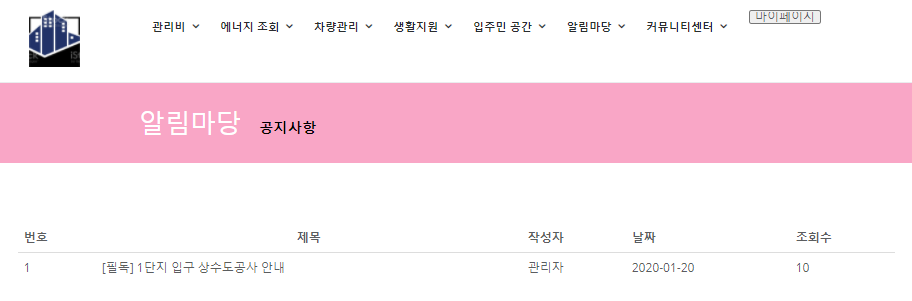 관리비 에너지 조회 차량관리 생활지원 입주민 공간 알림마당 커뮤니티센터 마이페이지
알림마당 공지사항
번호 제목 작성자 날짜 조회수
1 [필독] 1단지 입구 상수도공사 안내 관리자 2020-01-20 10